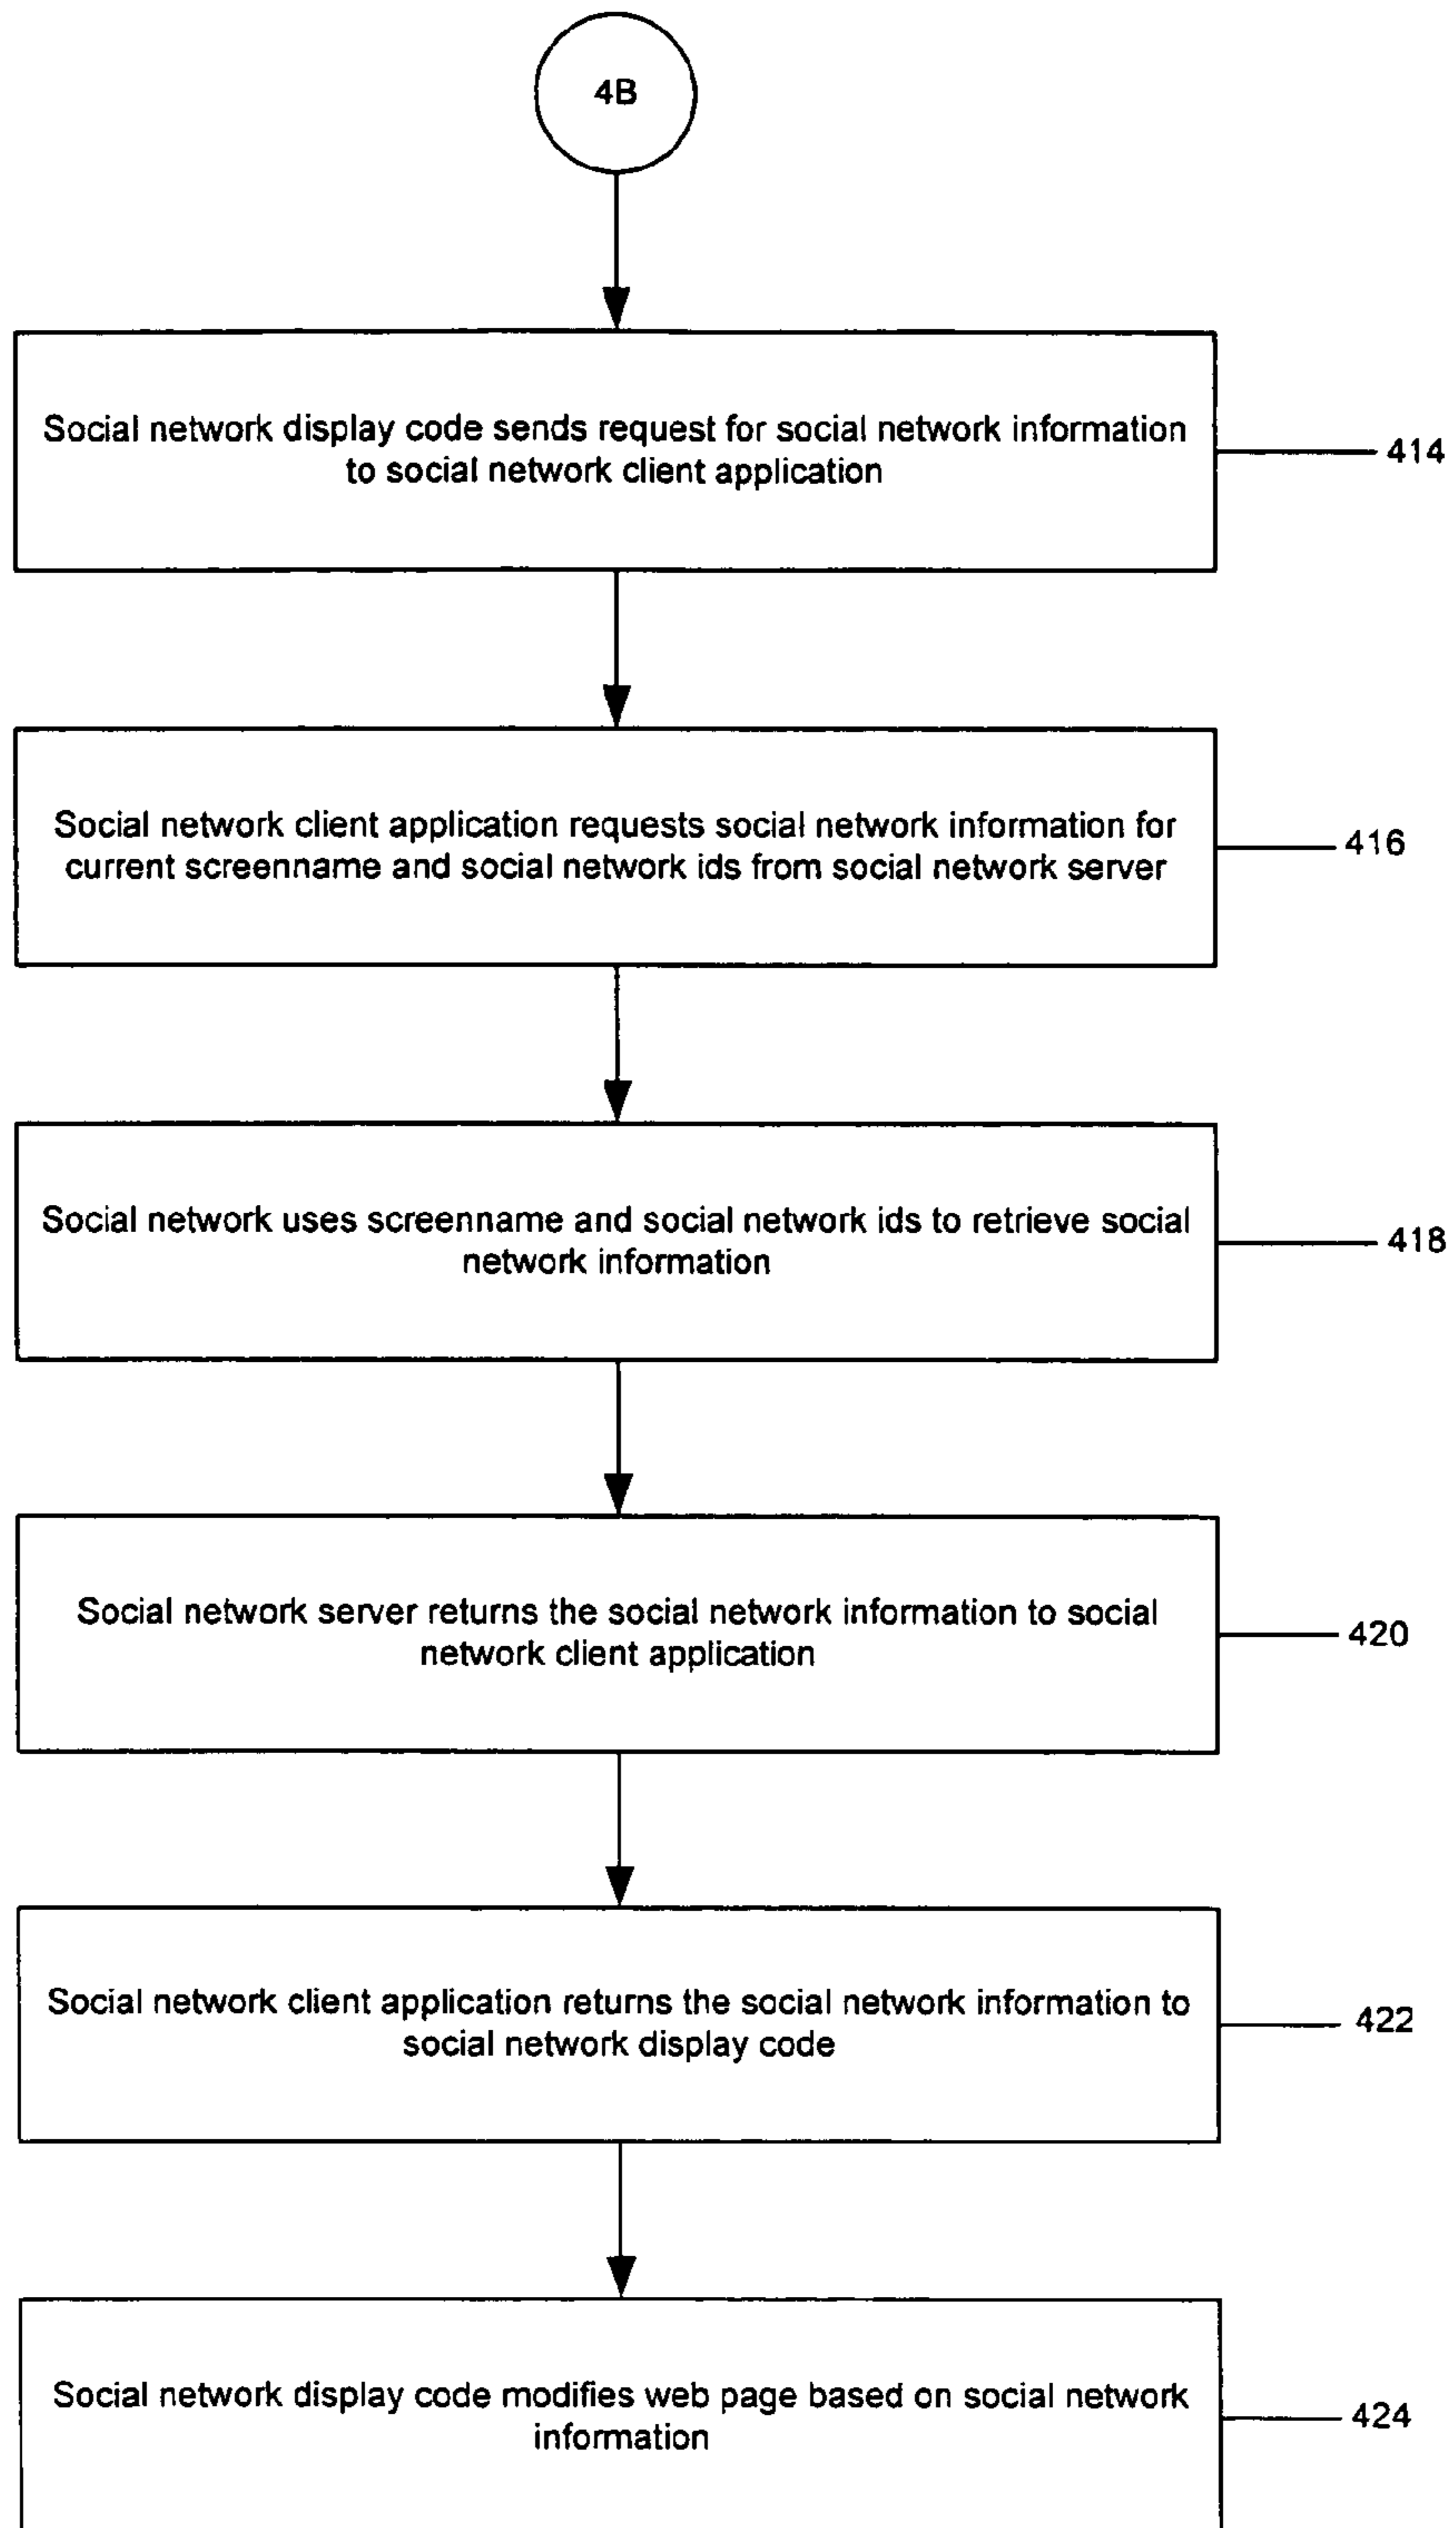 4B
Social network display code sends request for social network information
to social network client application
414
Social network client application requests social network information for
current screenname and social network ids from social network server
416
Social network uses screenname and social network ids to retrieve social
network information
418
Social network server returns the social network information to social
network client application
420
Social network client application returns the social network information to
social network display code
422
Social network display code modifies web page based on social network
information
424